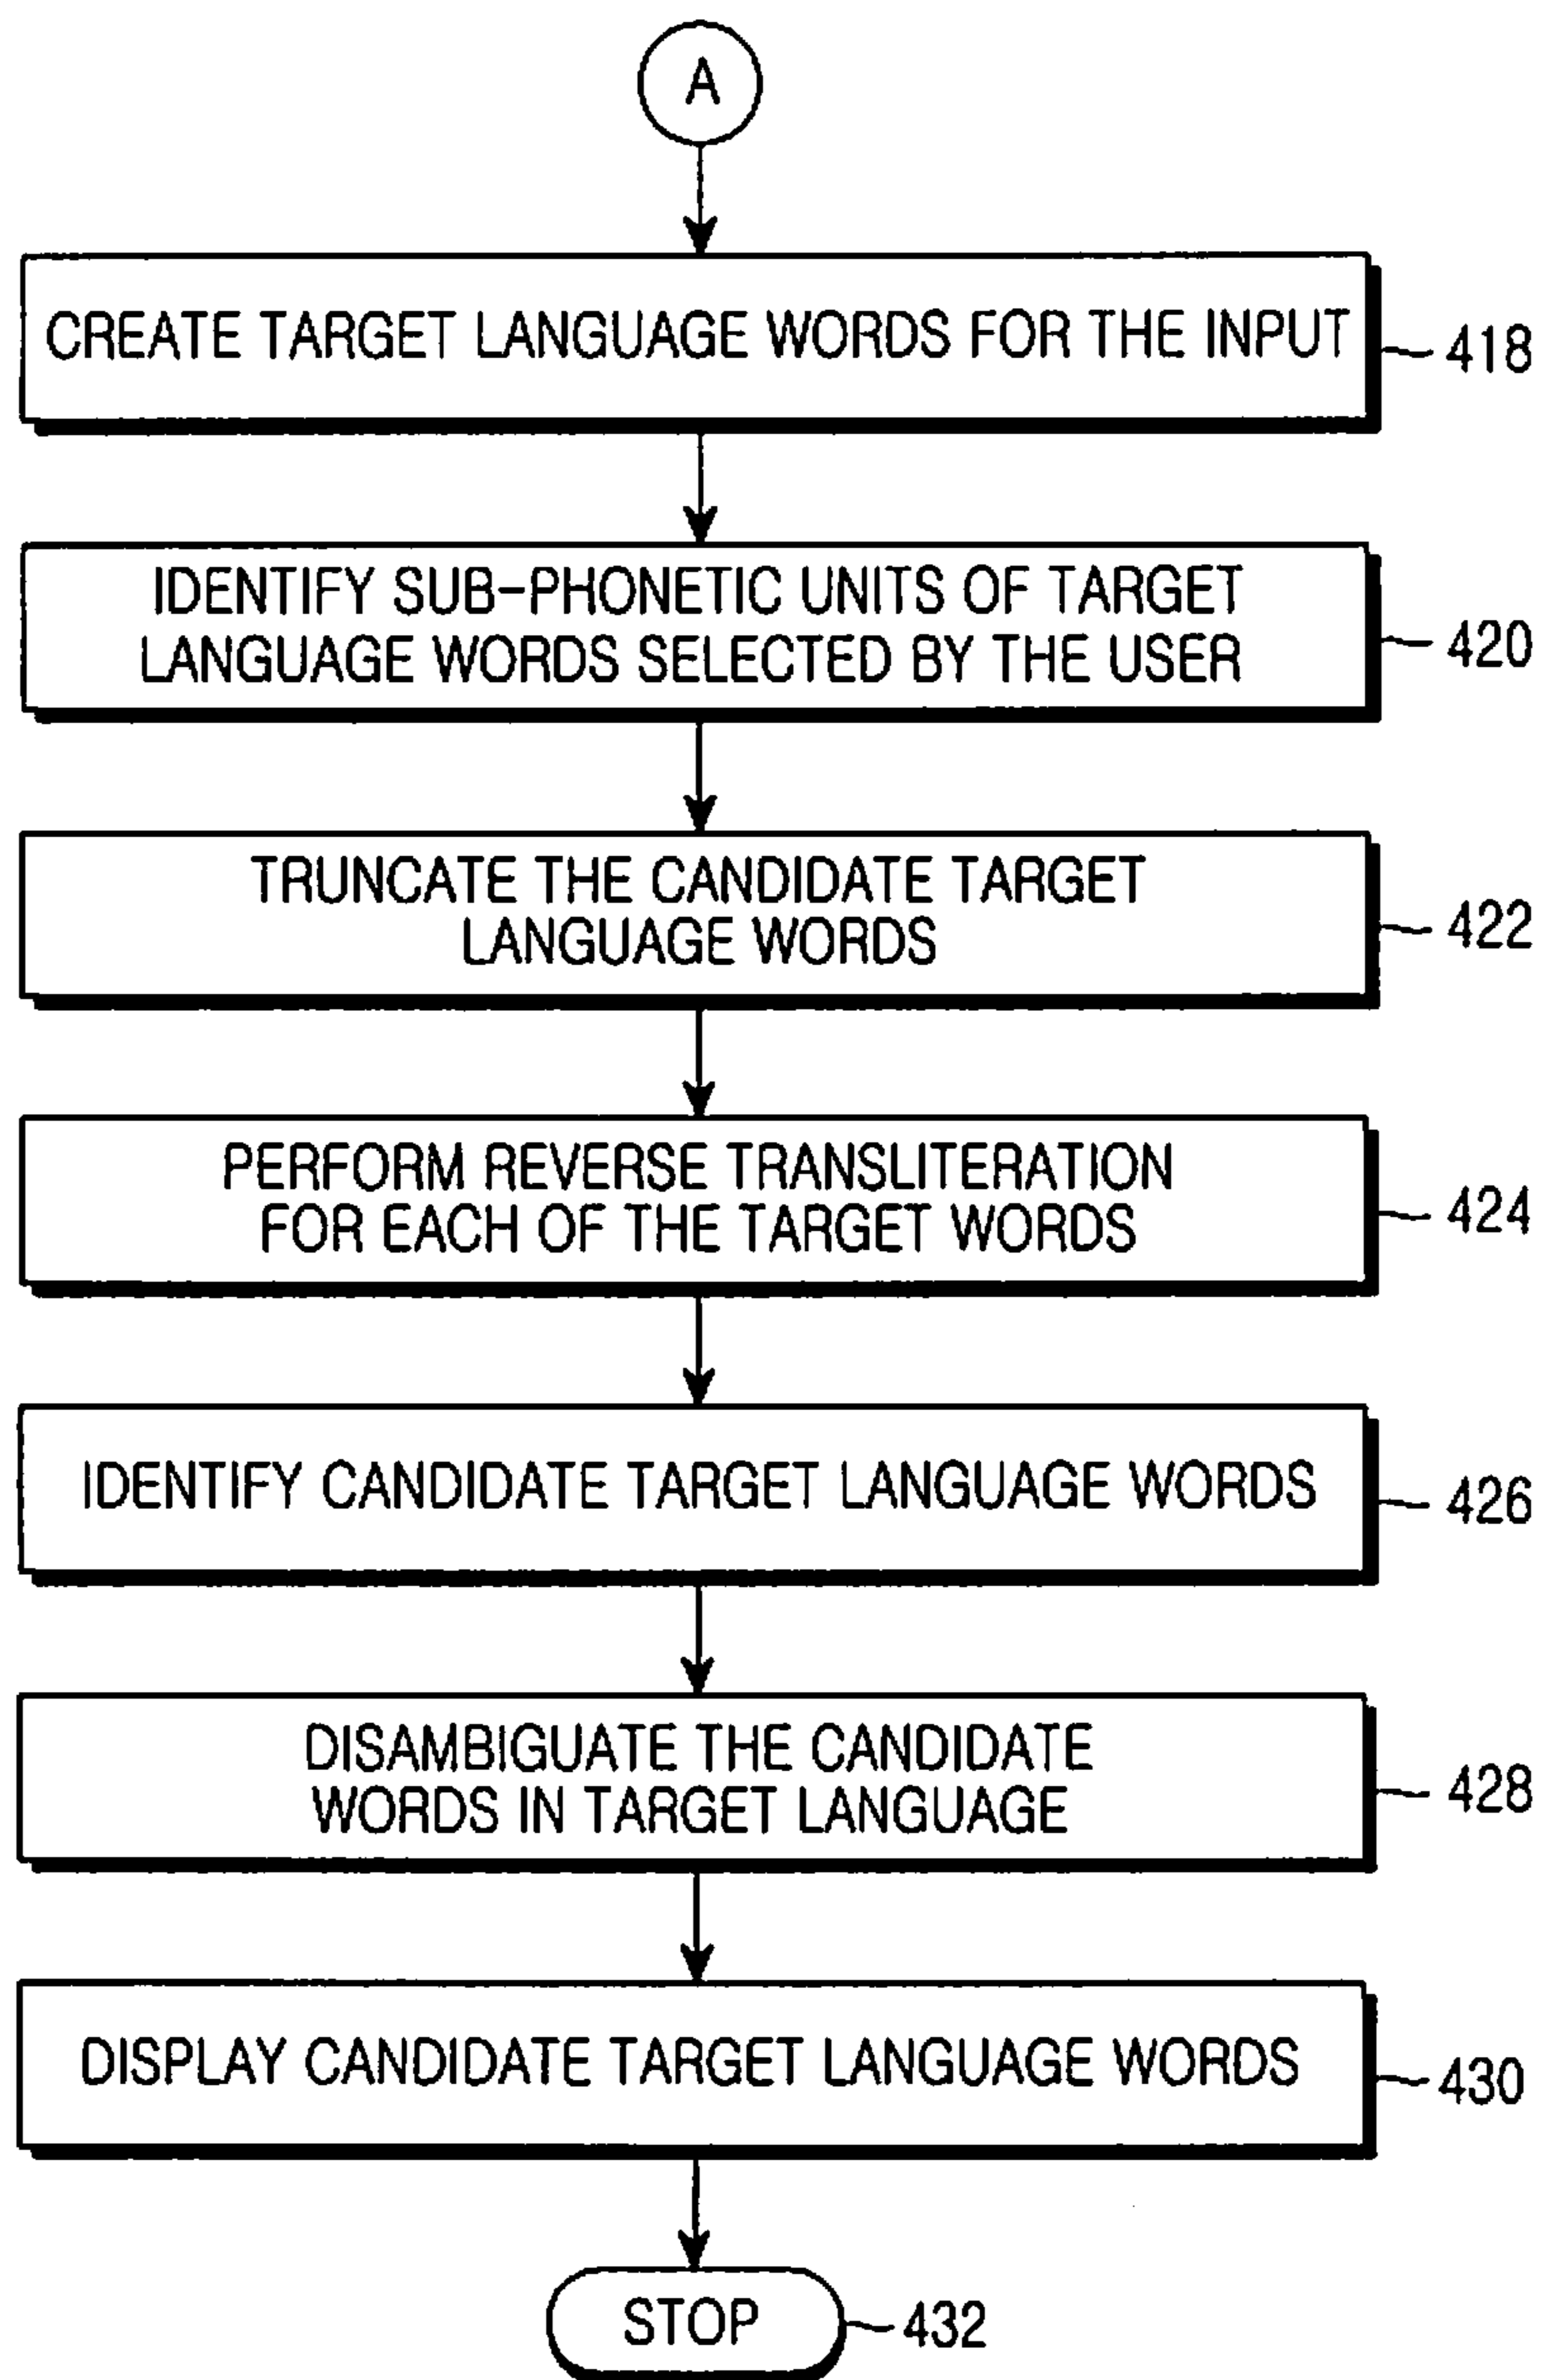 A
CREATE TARGET LANGUAGE WORDS FOR THE INPUT
418
IDENTIFY SUB-PHONETIC UNITS OF TARGET
LANGUAGE WORDS SELECTED BY THE USER
420
TRUNCATE THE CANDIDATE TARGET
LANGUAGE WORDS
422
PERFORM REVERSE TRANSLITERATION
FOR EACH OF THE TARGET WORDS
424
IDENTIFY CANDIDATE TARGET LANGUAGE WORDS
426
DISAMBIGUATE THE CANDIDATE
WORDS IN TARGET LANGUAGE
428
DISPLAY CANDIDATE TARGET LANGUAGE WORDS
430
STOP
432